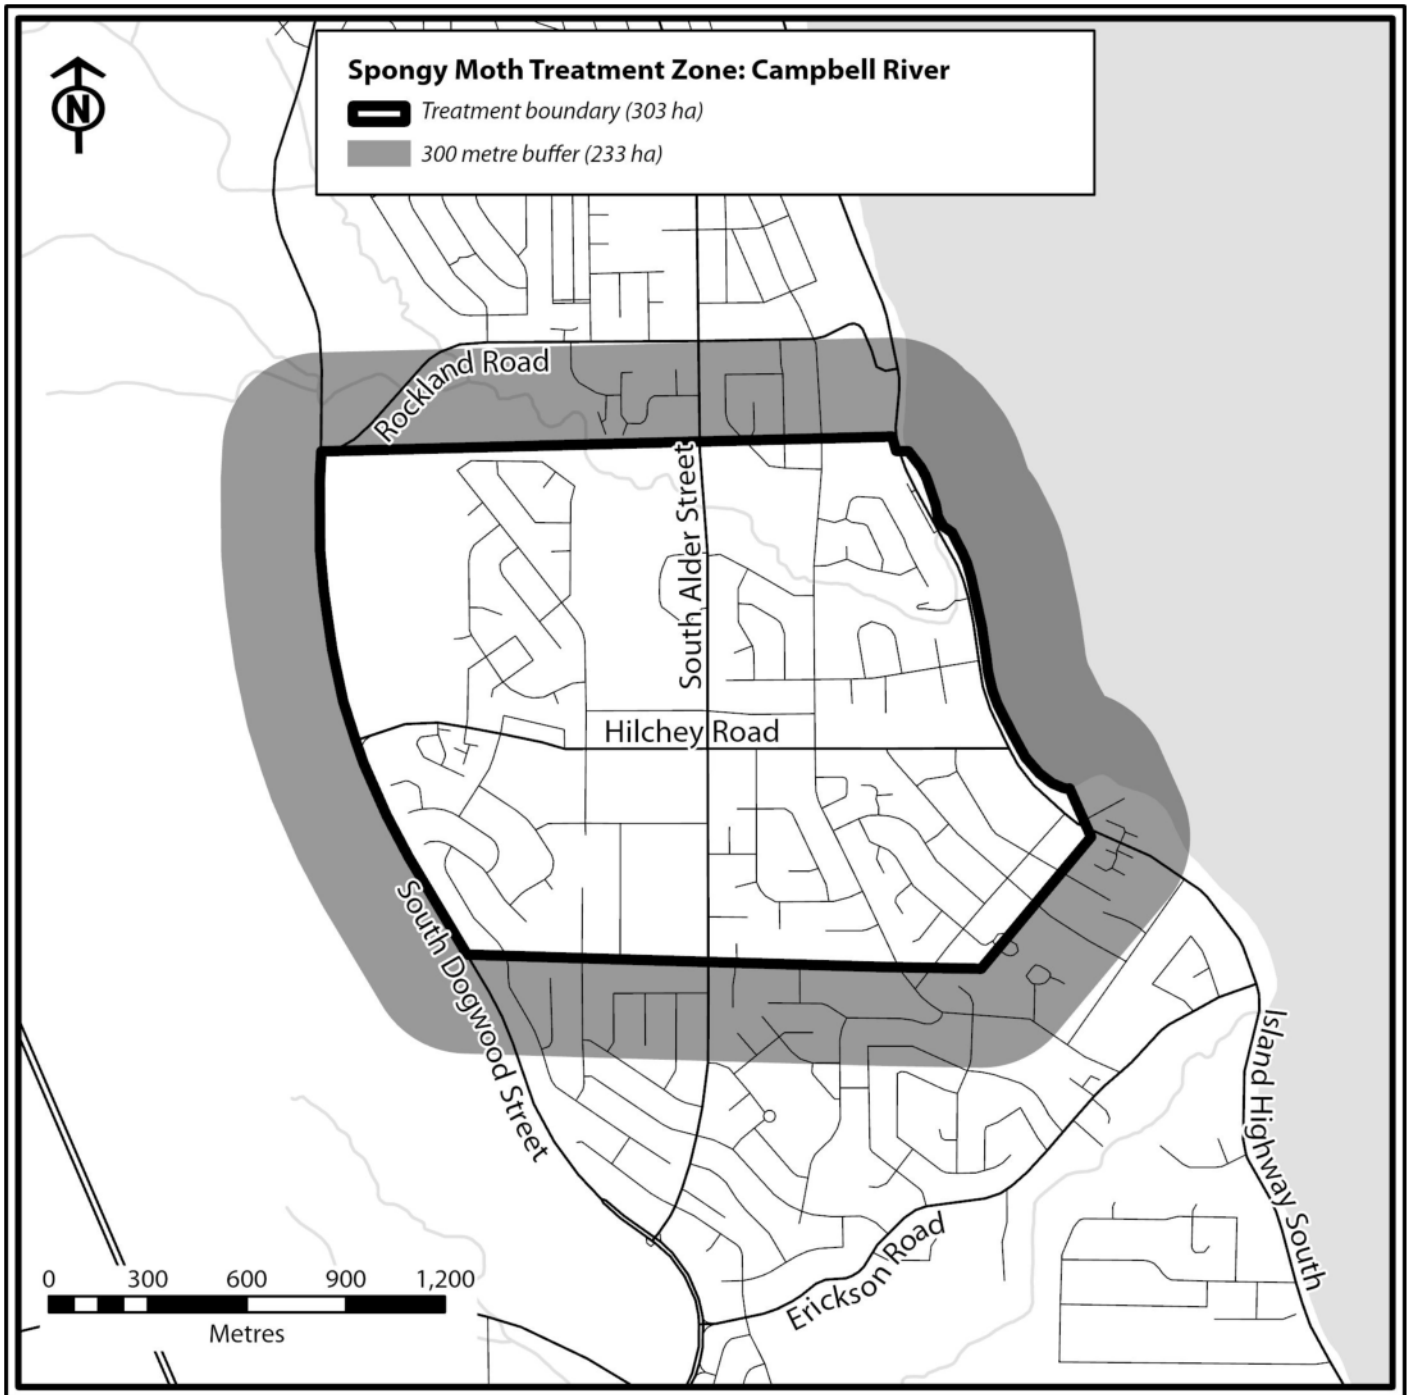 Spongy Moth Treatment Zone: Campbell River
Treatment boundary (303 ha)
300 metre buffer (233 ha)
N
Rockland Road
South Alder Street
Hilchey Road
South Dogwood Street
Island Highway South
Erickson Road
0 300 600 900 1,200
Metres